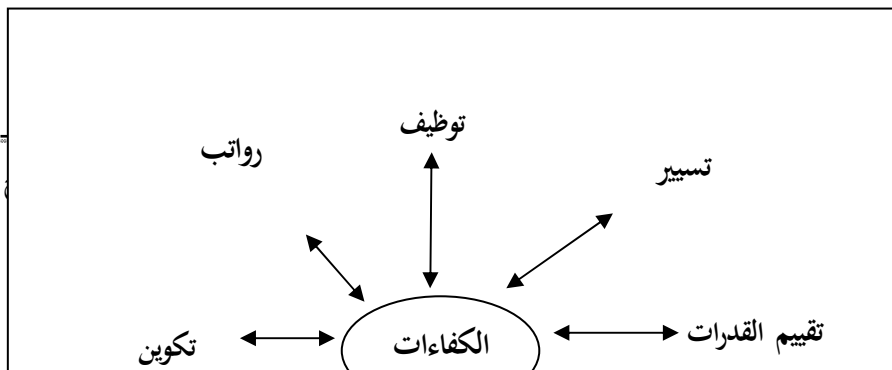 توظيف
رواتب
تسيير
تقييم القدرات
الكفاءات
تكوين